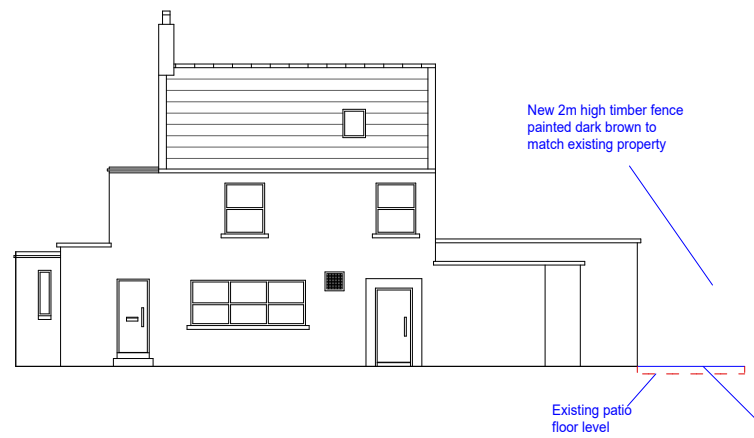 New 2m high timber fence
painted dark brown to
match existing property
Existing patio
floor level